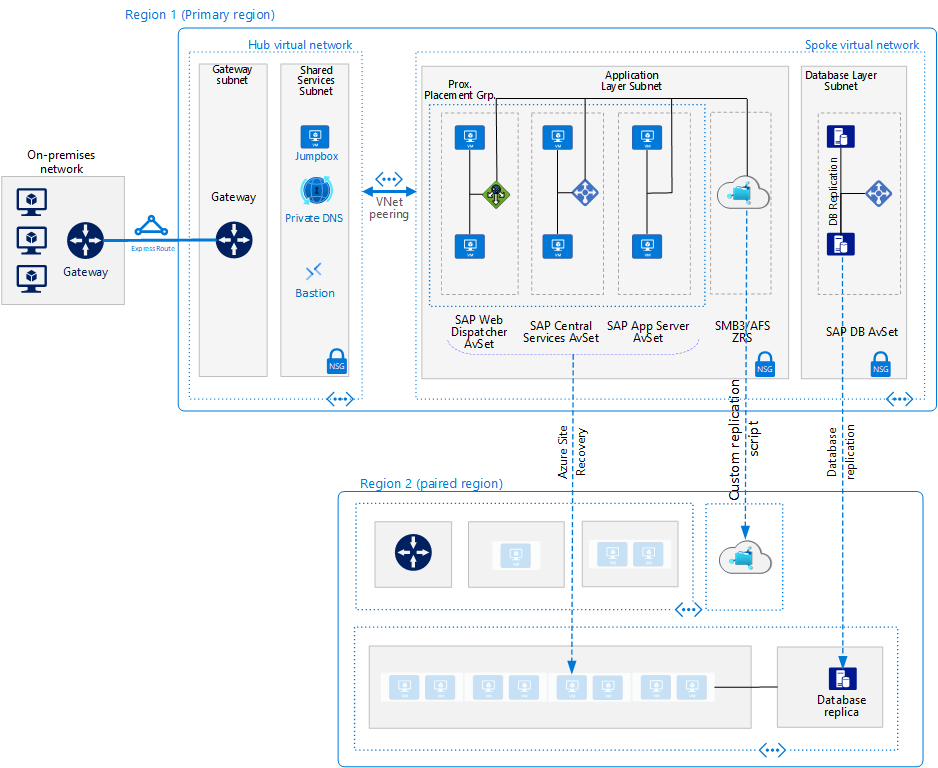 Region 1 (Primary region)
Hub virtual network
Spoke virtual network
Gateway
subnet
Shared
Services
Subnet
Prox.
Placement Grp.
Application
Layer Subnet
Database Layer
Subnet
VM
VM
VM
Jumpbox
VM
On-premises
network
DB Replication
Gateway
VNet
peering
Private DNS
ExpressRoute
VM
VM
VM
Gateway
Bastion
SAP Web
Dispatcher
AvSet
SAP Central
Services AvSet
SAP App Server
AvSet
SMB3/AFS
ZRS
SAP DB AvSet
NSG
NSG
NSG
Azure Site
Recovery
Custom replication
script
Database
replication
Region 2 (paired region)
VM
VM
VM
VM
VM
VM
VM
VM
VM
VM
VM
Database
replica